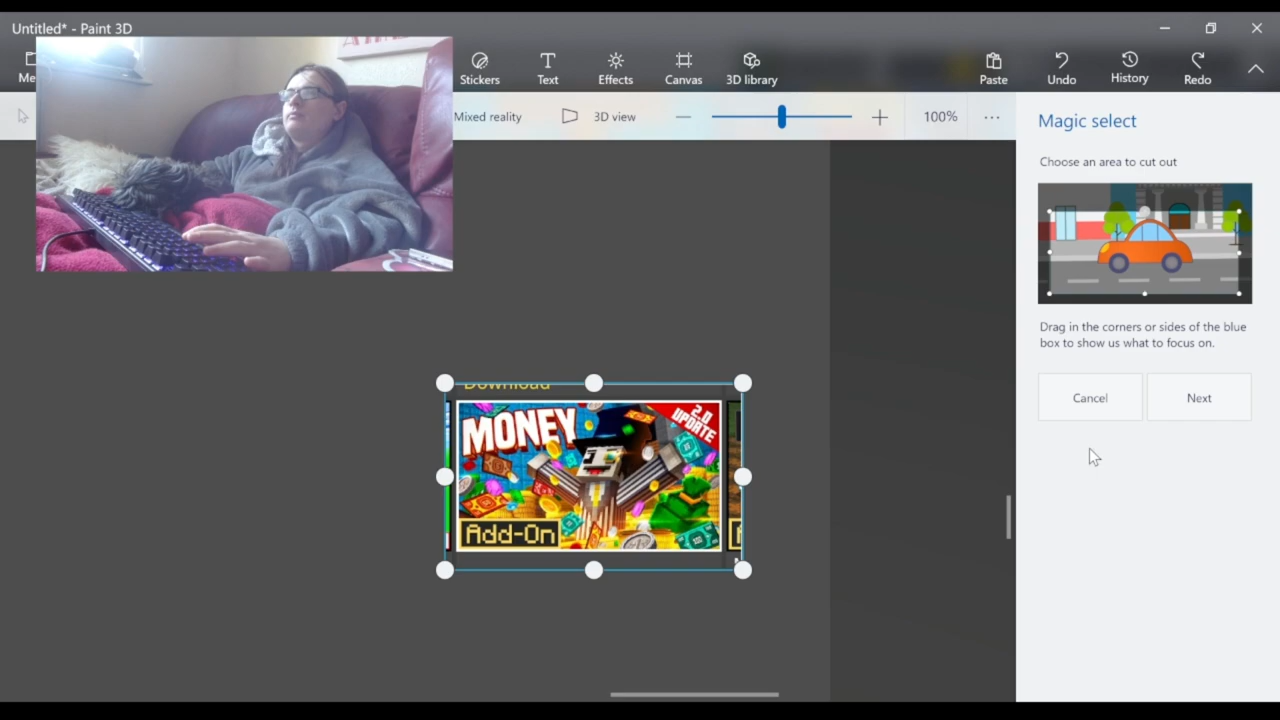 Untitled* - Paint 3D
Me
Stickers
Text
Effects
Canvas
3D library
Paste
Undo
History
Redo
Mixed reality
3D view
100%
Magic select
Choose an area to cut out
Drag in the corners or sides of the blue
box to show us what to focus on.
Cancel
Next
Download
MONEY
2.0
UPDATE
Add-On